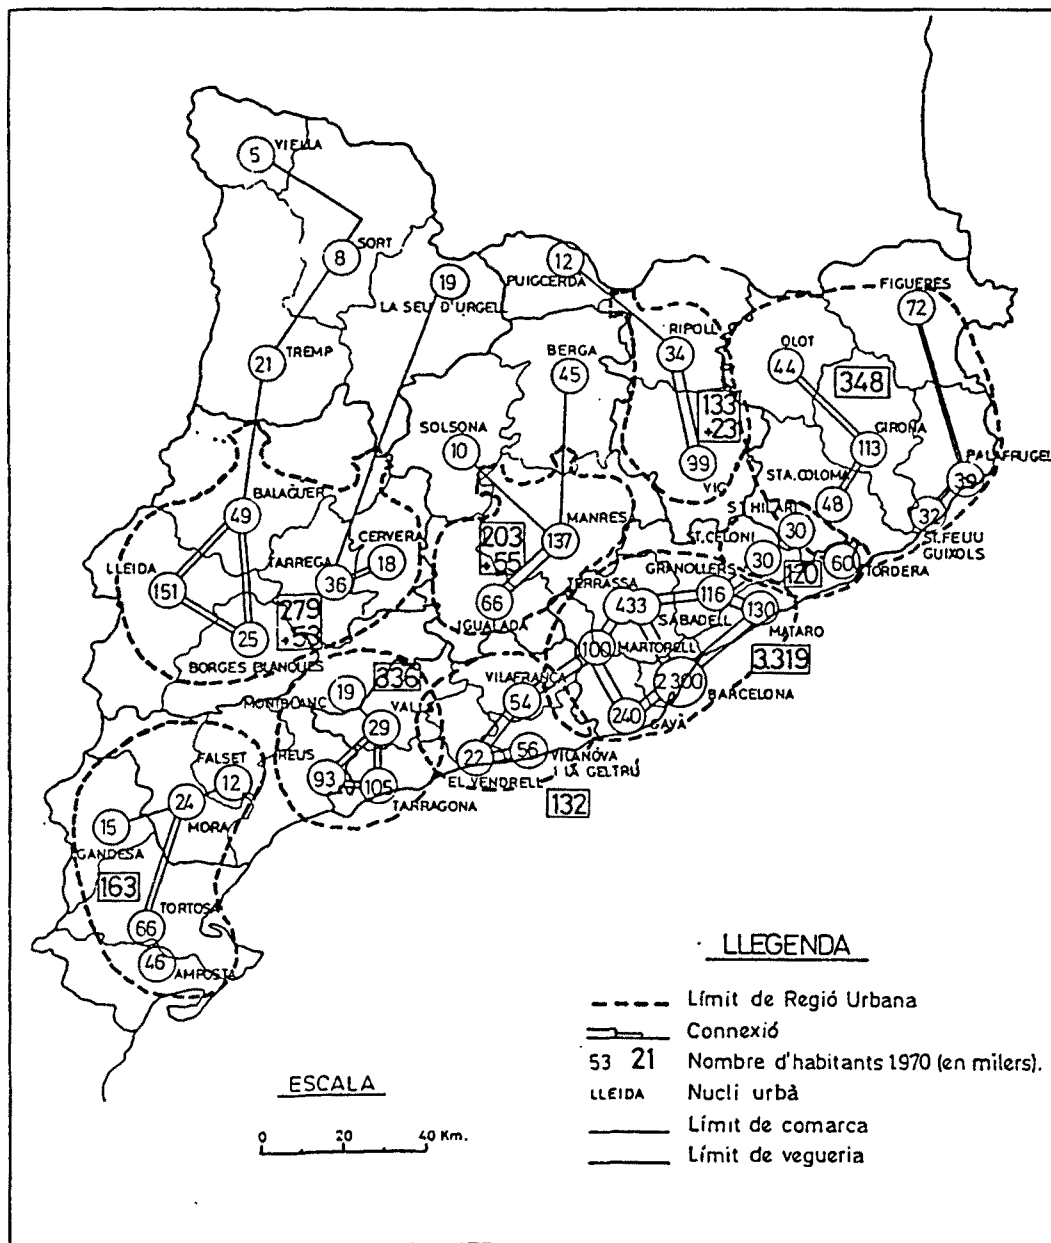 5
VIELLA
8
SORT
12
PUIGCERDA
19
LA SEU D'URGELL
FIGUERES
72
21
TREMP
RIPOLL
34
OLOT
44
348
BERGA
45
133
+23
SOLSONA
10
GIRONA
113
99
VIC
PALAFRUGEL
39
STA. COLOMA
48
BALAGUER
49
ST. HILARI
30
32
ST. FELIU
GUIXOLS
MANRES
137
203
+55
CERVERA
18
TARREGA
36
ST. CELONI
30
60
TORDERA
120
LLEIDA
151
GRANOLLERS
116
TERRASSA
433
SABADELL
130
MATARO
66
IGUALADA
279
+53
25
BORGES BLANQUES
100
MARTORELL
3.319
336
2.300
BARCELONA
19
MONTBLANC
VALLS
29
VILAFRANCA
54
240
GAVÀ
22
EL VENDRELL
56
VILANOVA
I LA GELTRÚ
132
REUS
93
105
TARRAGONA
FALSET
12
24
MORA
15
GANDESA
163
TORTOSA
66
46
AMPOSTA
LLEGENDA
Límit de Regió Urbana
Connexió
53 21 Nombre d'habitants 1970 (en milers).
LLEIDA Nucli urbà
Límit de comarca
Límit de vegueria
ESCALA
0 20 40 Km.